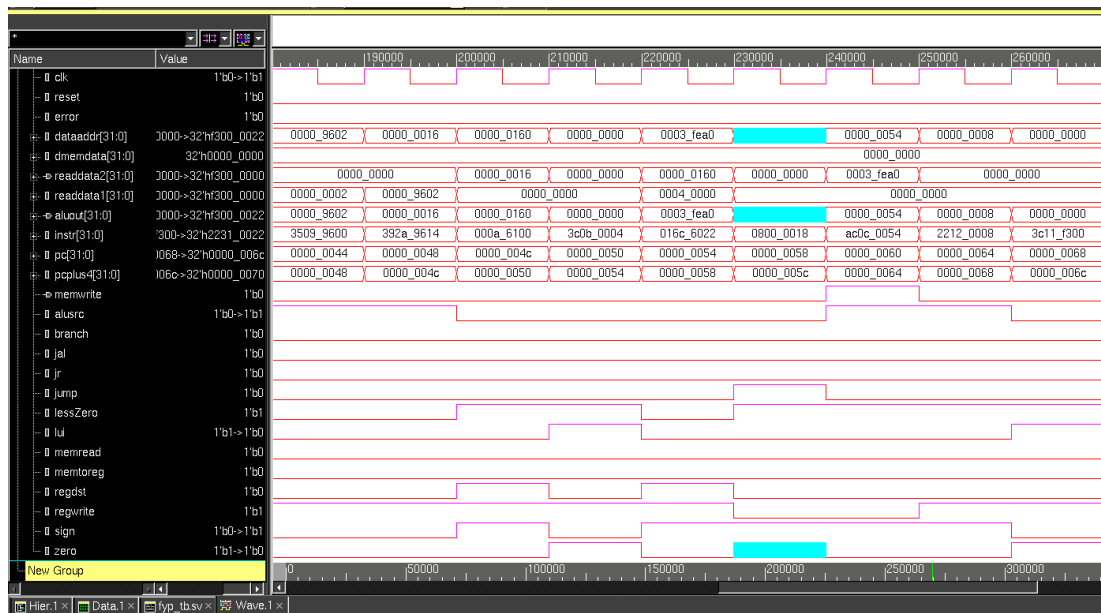 *
Name Value
190000 200000 210000 220000 230000 240000 250000 260000
clk 1'b0->1'b1
reset 1'b0
error 1'b0
dataaddr[31:0] 0000->32'hf300_0022 0000_9602 0000_0016 0000_0160 0000_0000 0003_fea0 0000_0054 0000_0008 0000_0000
dmemdata[31:0] 32'h0000_0000 0000_0000
readdata2[31:0] 0000->32'hf300_0000 0000_0000 0000_0016 0000_0000 0000_0160 0000_0000 0003_fea0 0000_0000
readdata1[31:0] 0000->32'hf300_0000 0000_0002 0000_9602 0000_0000 0004_0000 0000_0000
aluout[31:0] 0000->32'hf300_0022 0000_9602 0000_0016 0000_0160 0000_0000 0003_fea0 0000_0054 0000_0008 0000_0000
instr[31:0] '300->32'h2231_0022 3509_9600 392a_9614 000a_6100 3c0b_0004 016c_6022 0800_0018 ac0c_0054 2212_0008 3c11_f300
pc[31:0] 0068->32'h0000_006c 0000_0044 0000_0048 0000_004c 0000_0050 0000_0054 0000_0058 0000_0060 0000_0064 0000_0068
pcplus4[31:0] 006c->32'h0000_0070 0000_0048 0000_004c 0000_0050 0000_0054 0000_0058 0000_005c 0000_0064 0000_0068 0000_006c
memwrite 1'b0
alusrc 1'b0->1'b1
branch 1'b0
jal 1'b0
jr 1'b0
jump 1'b0
lessZero 1'b1
lui 1'b1->1'b0
memread 1'b0
memtoreg 1'b0
regdst 1'b0
regwrite 1'b1
sign 1'b0->1'b1
zero 1'b1->1'b0
New Group
0 50000 100000 150000 200000 250000 300000
Hier.1 × Data.1 × fyp_tb.sv × Wave.1 ×